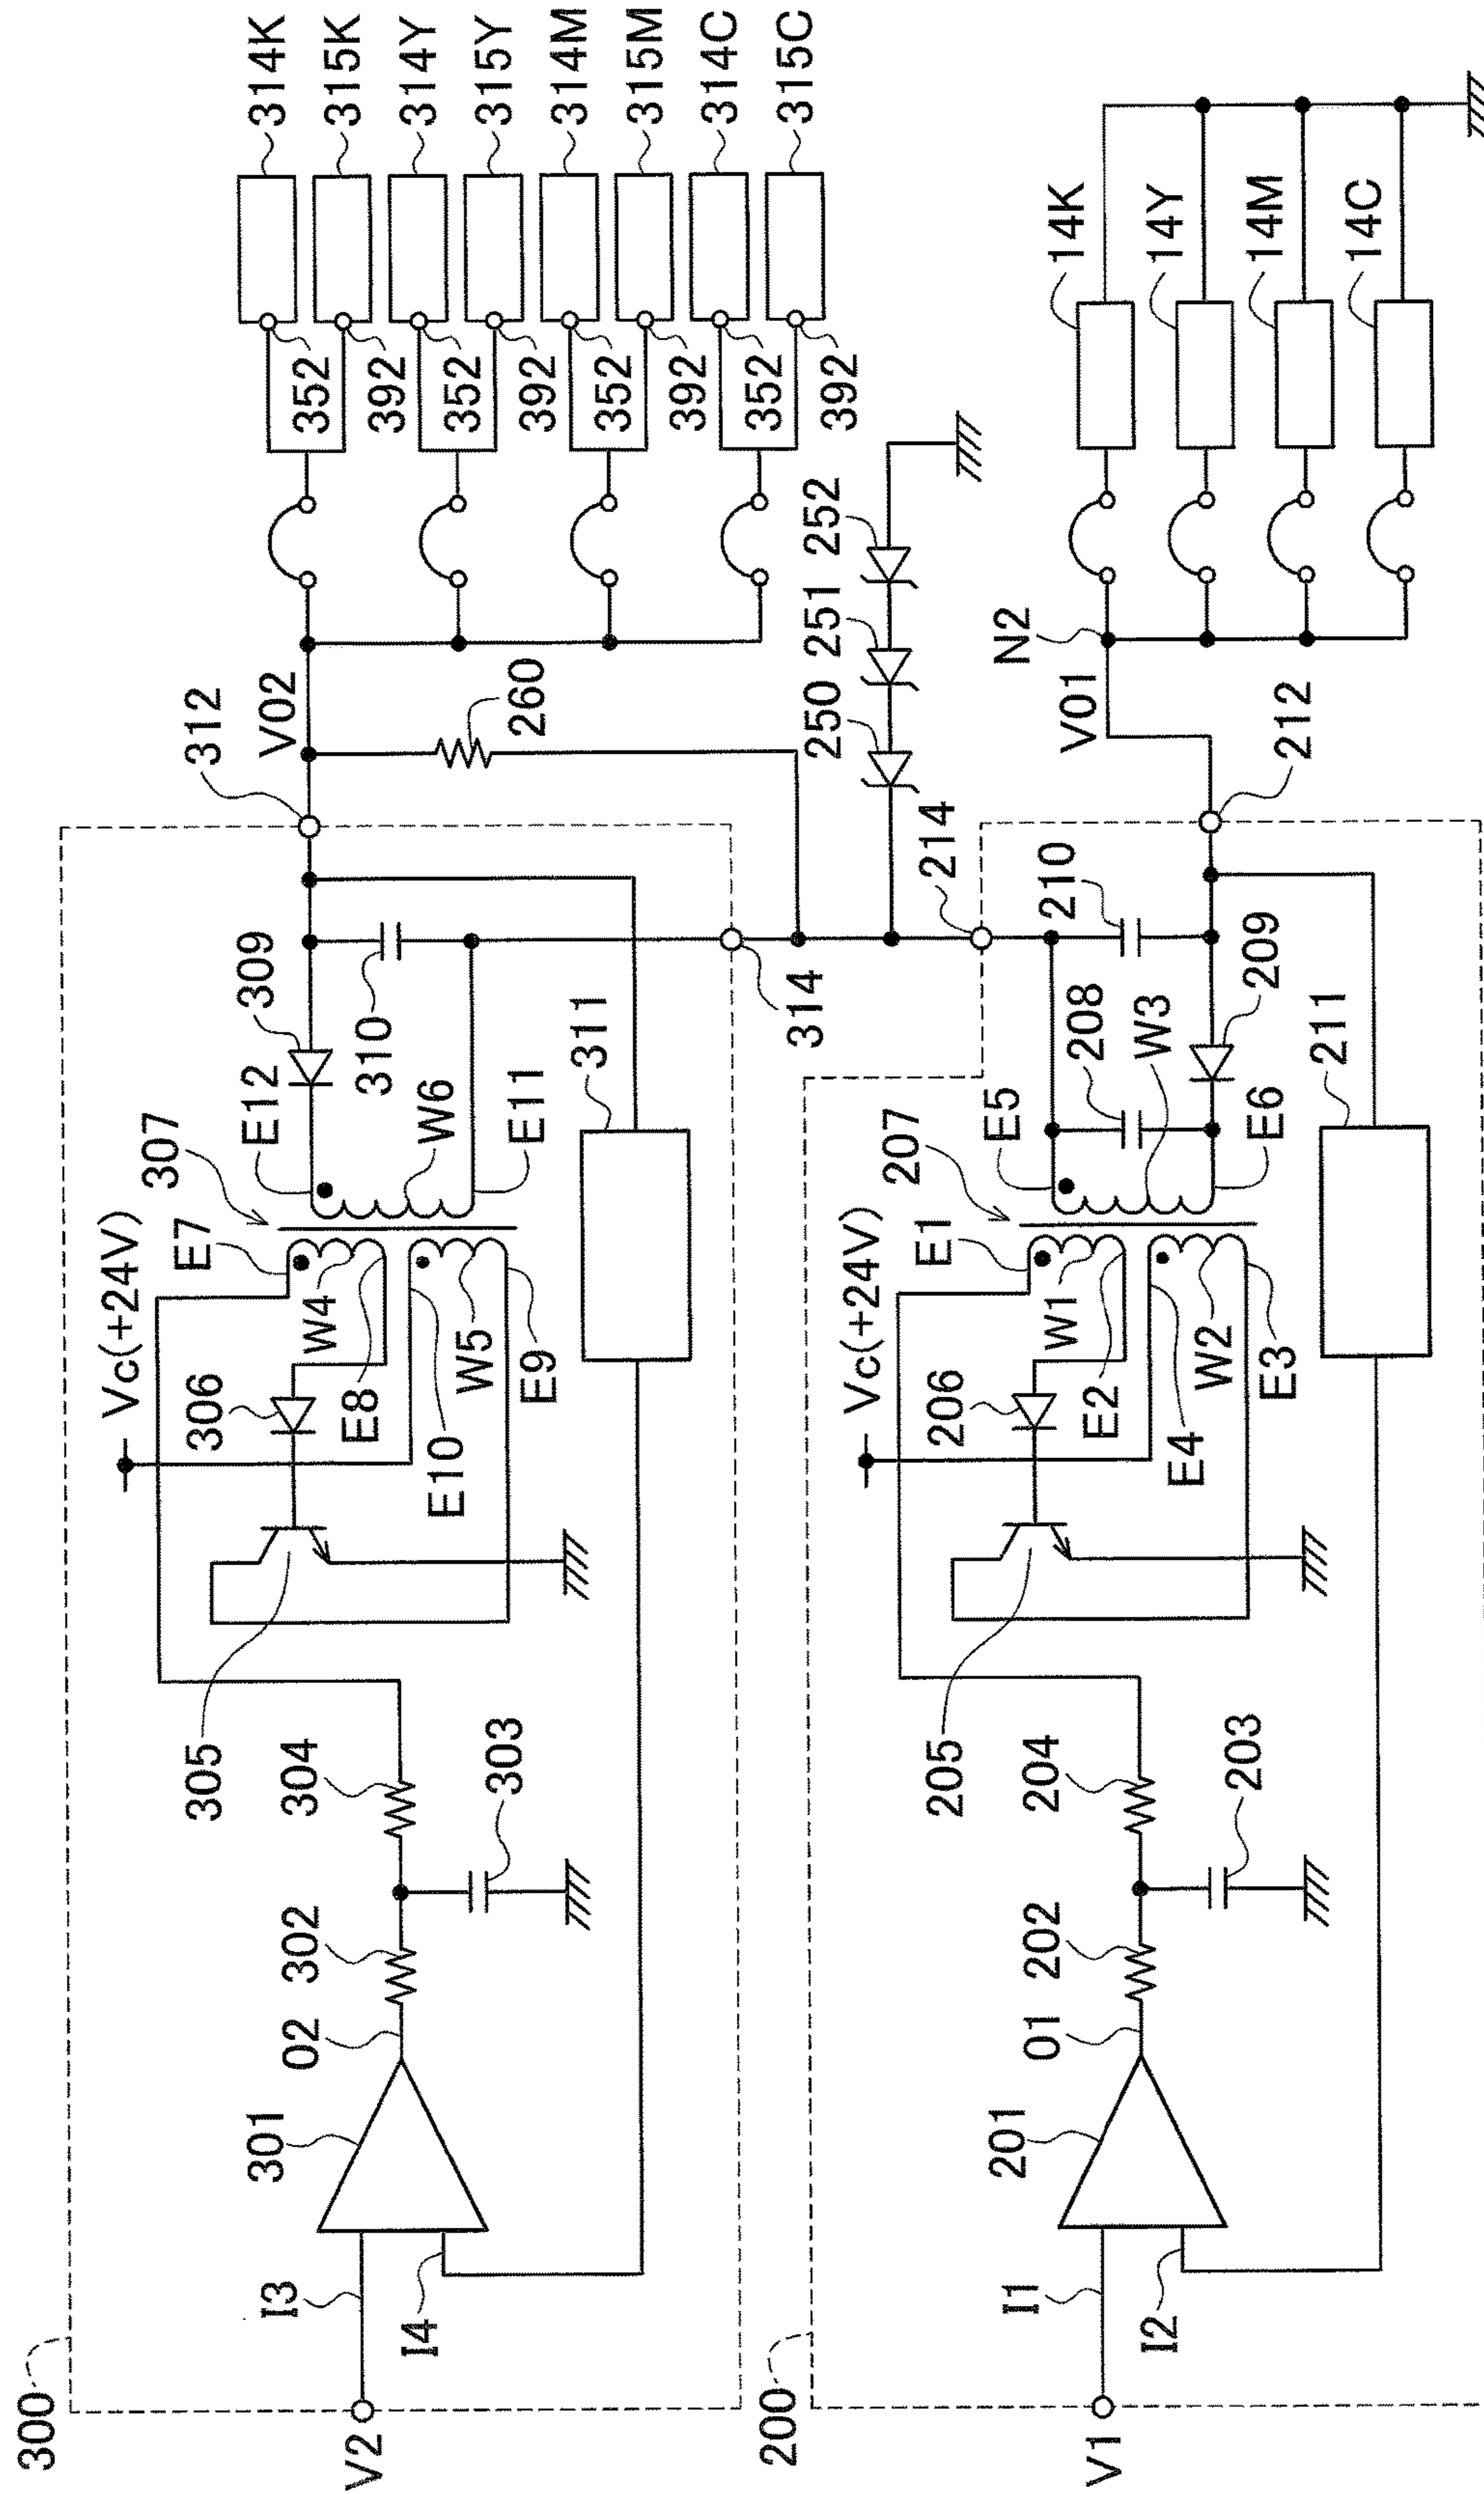 300
V2
I3
I4
301
O2
302
303
304
305
306
Vc(+24V)
E7
W4
E8
E10
W5
E9
307
E12
W6
E11
309
310
311
312
314
V02
260
352
392
352
392
352
392
352
392
314K
315K
314Y
315Y
314M
315M
314C
315C
250
251
252
214
200
V1
I1
I2
201
O1
202
203
204
205
206
Vc(+24V)
E1
W1
E2
E4
W2
E3
207
E5
W3
E6
208
209
210
211
212
V01
N2
14K
14Y
14M
14C